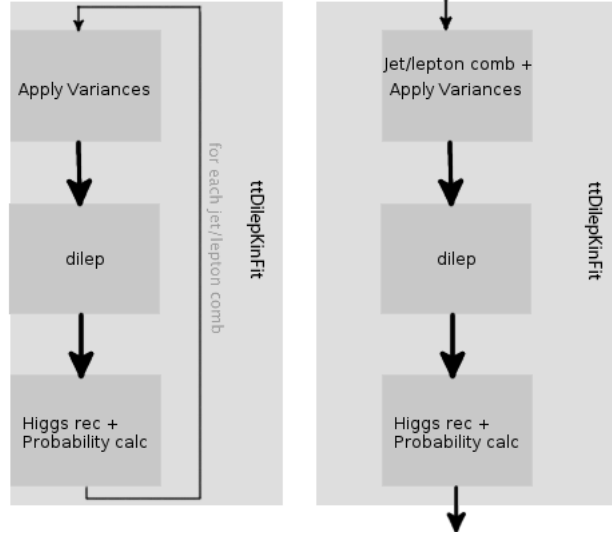 Apply Variances
dilep
Higgs rec +
Probability calc
for each jet/lepton comb
ttDilepKinFit
Jet/lepton comb +
Apply Variances
dilep
Higgs rec +
Probability calc
ttDilepKinFit